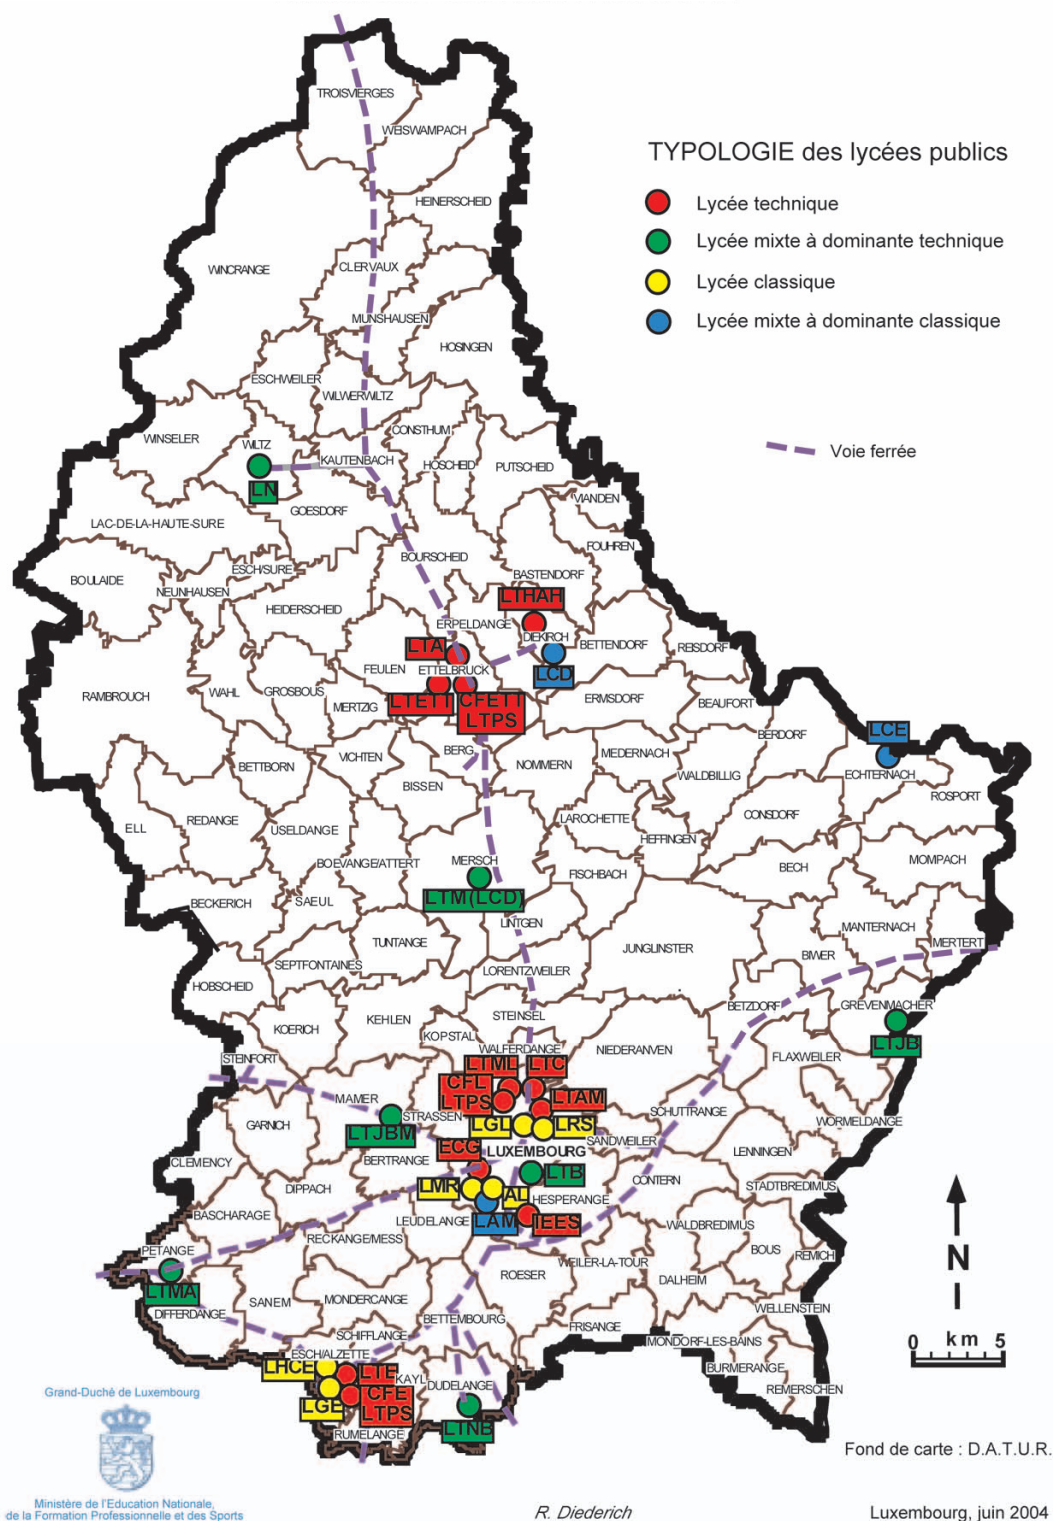 TROISVIERGES
WEISWAMPACH
TYPOLOGIE des lycées publics
Lycée technique
Lycée mixte à dominante technique
Lycée classique
Lycée mixte à dominante classique
Voie ferrée
HEINERSCHEID
WINCRANGE
CLERVAUX
MUNSHAUSEN
HOSINGEN
ESCHWEILER
WILWERWILTZ
CONSTHUM
WINSELER
WILTZ
KAUTENBACH
HOSCHEID
PUTSCHEID
LN
VIANDEN
GOESDORF
LAC-DE-LA-HAUTE-SURE
FOUHREN
BOURSCHEID
ESCH/SURE
BASTENDORF
BOULAIDE
NEUNHAUSEN
LTHAH
HEIDERSCHEID
ERPELDANGE
DIEKIRCH
BETTENDORF
REISDORF
LTA
FEULEN
ETTELBRUCK
LCD
RAMBROUCH
WAHL
GROSBOUS
MERTZIG
LTETT
CFETT
LTPS
ERMSDORF
BEAUFORT
BERDORF
LCE
VICHTEN
BERG
MEDERNACH
BETTBORN
NOMMERN
WALDBILLIG
ECHTERNACH
BISSEN
ROSPORT
ELL
REDANGE
USELDANGE
LAROCHETTE
CONSDORF
HEFFINGEN
BOEVANGE/ATTERT
MERSCH
FISCHBACH
BECH
MOMPACH
LTM(LCD)
BECKERICH
SAEUL
LINTGEN
MANTERNACH
TUNTANGE
JUNGLINSTER
MERTERT
SEPTFONTAINES
LORENTZWEILER
BIWER
HOBSCHEID
BETZDORF
GREVENMACHER
KOERICH
KEHLEN
STEINSEL
LTJB
KOPSTAL
WALFERDANGE
NIEDERANVEN
STEINFORT
FLAXWEILER
LTML
LTC
CFL
LTPS
LTAM
MAMER
STRASSEN
SCHUTTRANGE
WORMELDANGE
GARNICH
LTJBM
LGL
LRS
SANDWEILER
ECG
LUXEMBOURG
LENNINGEN
CLEMENCY
BERTRANGE
LTB
CONTERN
STADTBREDIMUS
DIPPACH
LMR
AL
HESPERANGE
BASCHARAGE
LEUDELANGE
LAM
IEES
WALDBREDIMUS
RECKANGE/MESS
BOUS
REMICH
PETANGE
WEILER-LA-TOUR
ROESER
DALHEIM
LTMA
SANEM
MONDERCANGE
WELLENSTEIN
DIFFERDANGE
BETTEMBOURG
FRISANGE
SCHIFFLANGE
MONDORF-LES-BAINS
ESCH/ALZETTE
BURMERANGE
LHCE
LTE
KAYL
DUDELANGE
REMERSCHEN
LGE
CFE
LTPS
LTNB
RUMELANGE
N
km
0 5
Fond de carte : D.A.T.U.R.
Grand-Duché de Luxembourg
Ministère de l'Education Nationale,
de la Formation Professionelle et des Sports
R. Diederich
Luxembourg, juin 2004